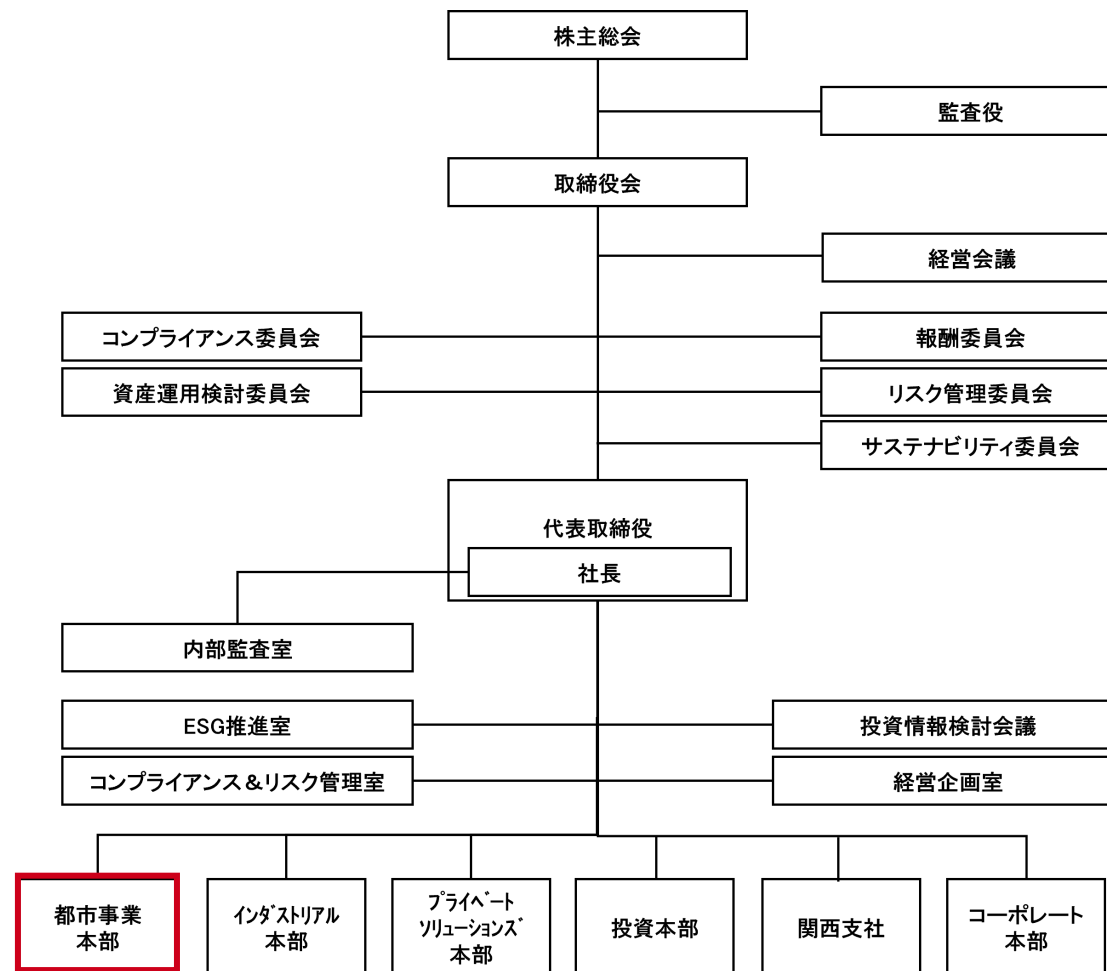 株主総会
監査役
取締役会
経営会議
コンプライアンス委員会
報酬委員会
資産運用検討委員会
リスク管理委員会
サステナビリティ委員会
代表取締役
社長
内部監査室
ESG推進室
投資情報検討会議
コンプライアンス&リスク管理室
経営企画室
都市事業
本部
インダストリアル
本部
プライベート
ソリューションズ
本部
投資本部
関西支社
コーポレート
本部